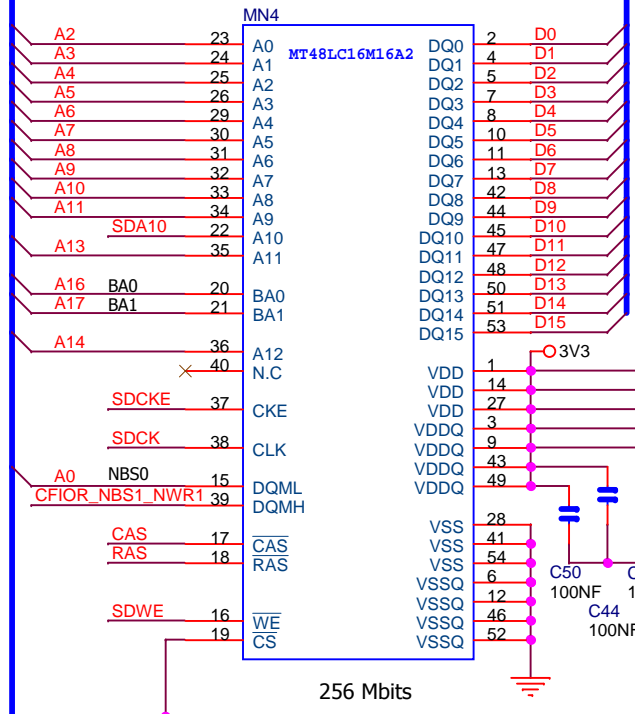 MN4
MT48LC16M16A2
A2 23 A0 DQ0 2 D0
A3 24 A1 DQ1 4 D1
A4 25 A2 DQ2 5 D2
A5 26 A3 DQ3 7 D3
A6 29 A4 DQ4 8 D4
A7 30 A5 DQ5 10 D5
A8 31 A6 DQ6 11 D6
A9 32 A7 DQ7 13 D7
A10 33 A8 DQ8 42 D8
A11 34 A9 DQ9 44 D9
SDA10 22 A10 DQ10 45 D10
A13 35 A11 DQ11 47 D11
DQ12 48 D12
A16 BA0 20 BA0 DQ13 50 D13
A17 BA1 21 BA1 DQ14 51 D14
DQ15 53 D15
A14 36 A12 3V3
40 N.C VDD 1
VDD 14
SDCKE 37 CKE VDD 27
VDDQ 3
SDCK 38 CLK VDDQ 9
VDDQ 43
A0 NBS0 15 DQML VDDQ 49
CFIOR_NBS1_NWR1 39 DQMH
VSS 28
CAS 17 CAS VSS 41
RAS 18 RAS VSS 54
VSSQ 6 C50
VSSQ 12 100NF
SDWE 16 WE VSSQ 46 C44
19 CS VSSQ 52 100NF
256 Mbits